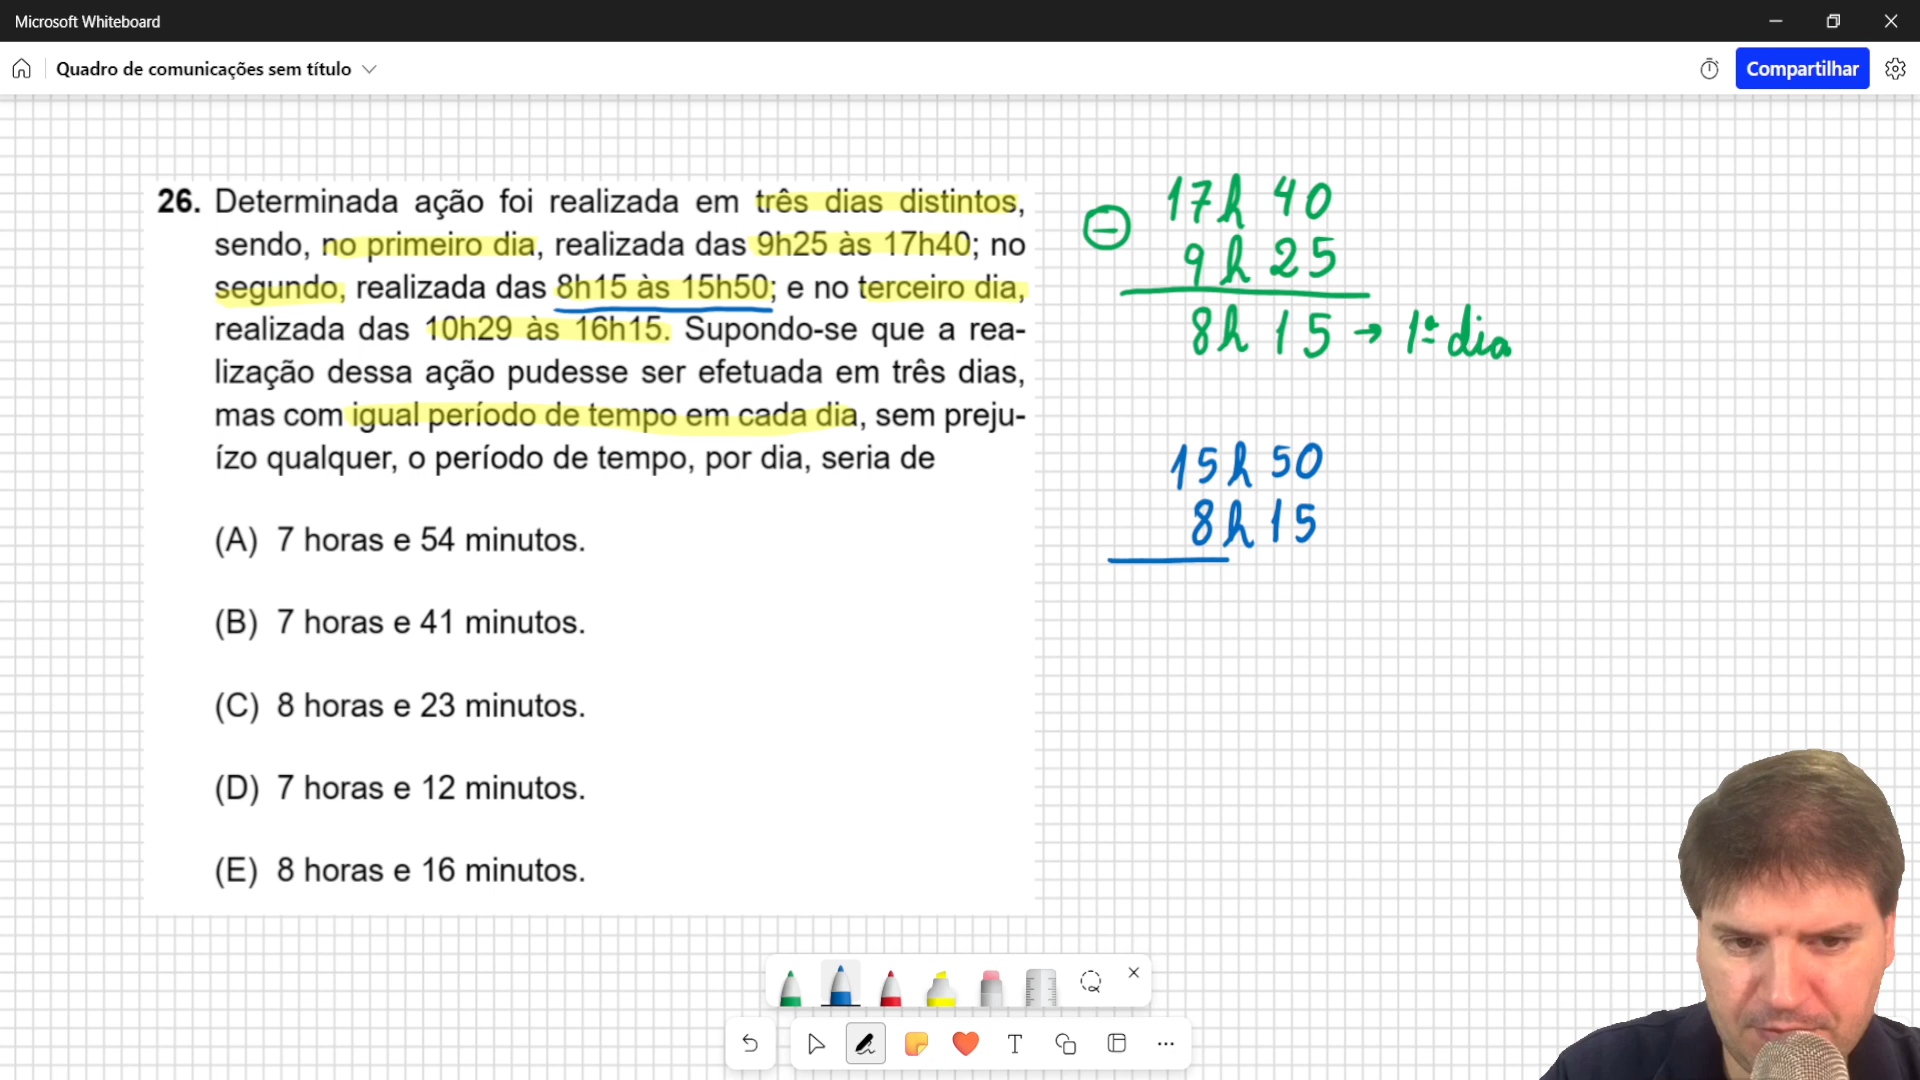 Microsoft Whiteboard
Quadro de comunicações sem título
Compartilhar
26. Determinada ação foi realizada em três dias distintos,
sendo, no primeiro dia, realizada das 9h25 às 17h40; no
segundo, realizada das 8h15 às 15h50; e no terceiro dia,
realizada das 10h29 às 16h15. Supondo-se que a rea-
lização dessa ação pudesse ser efetuada em três dias,
mas com igual período de tempo em cada dia, sem preju-
ízo qualquer, o período de tempo, por dia, seria de
(A) 7 horas e 54 minutos.
(B) 7 horas e 41 minutos.
(C) 8 horas e 23 minutos.
(D) 7 horas e 12 minutos.
(E) 8 horas e 16 minutos.
17h 40
9h 25
8h 15 → 1º dia
15h 50
8h 15